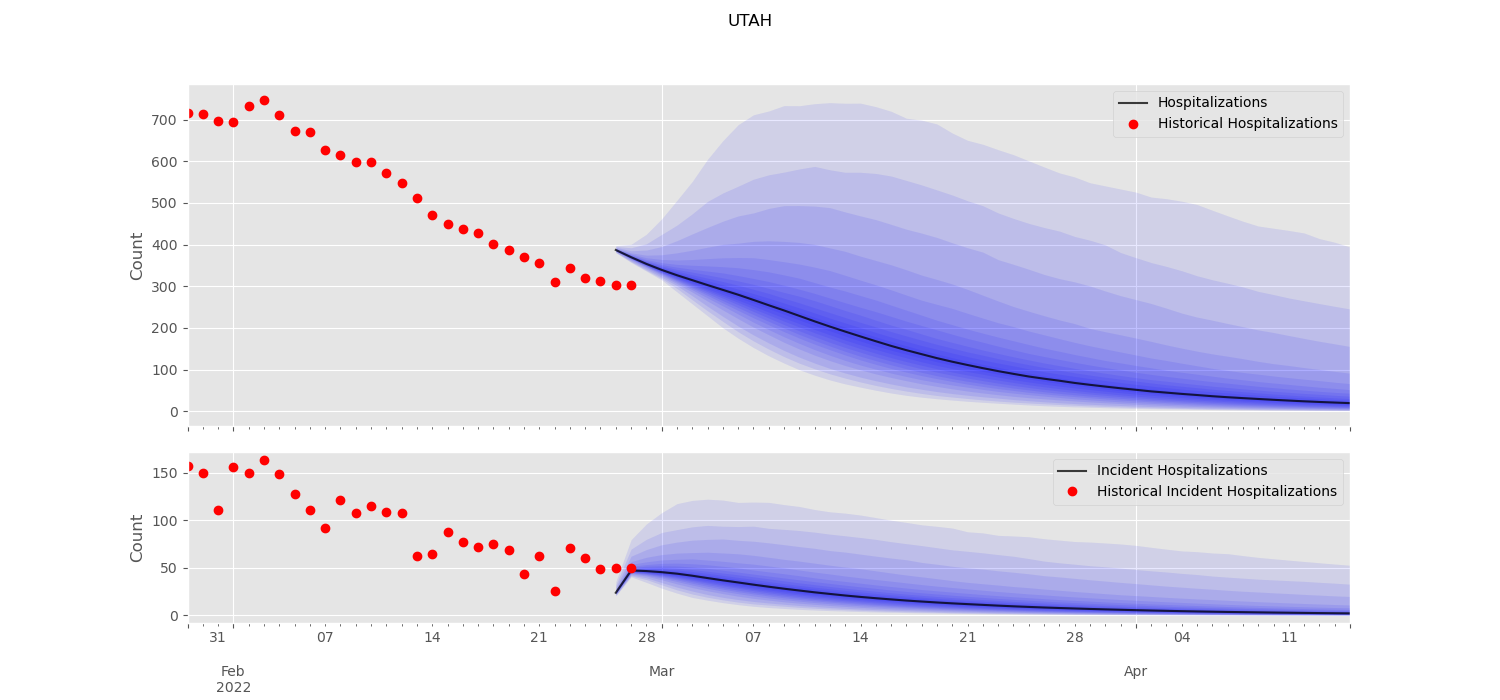 UTAH
Hospitalizations
Historical Hospitalizations
700
600
500
400
300
200
100
0
Count
Incident Hospitalizations
Historical Incident Hospitalizations
150
100
50
0
Count
31 07 14 21 28 07 14 21 28 04 11
Feb Mar Apr
2022